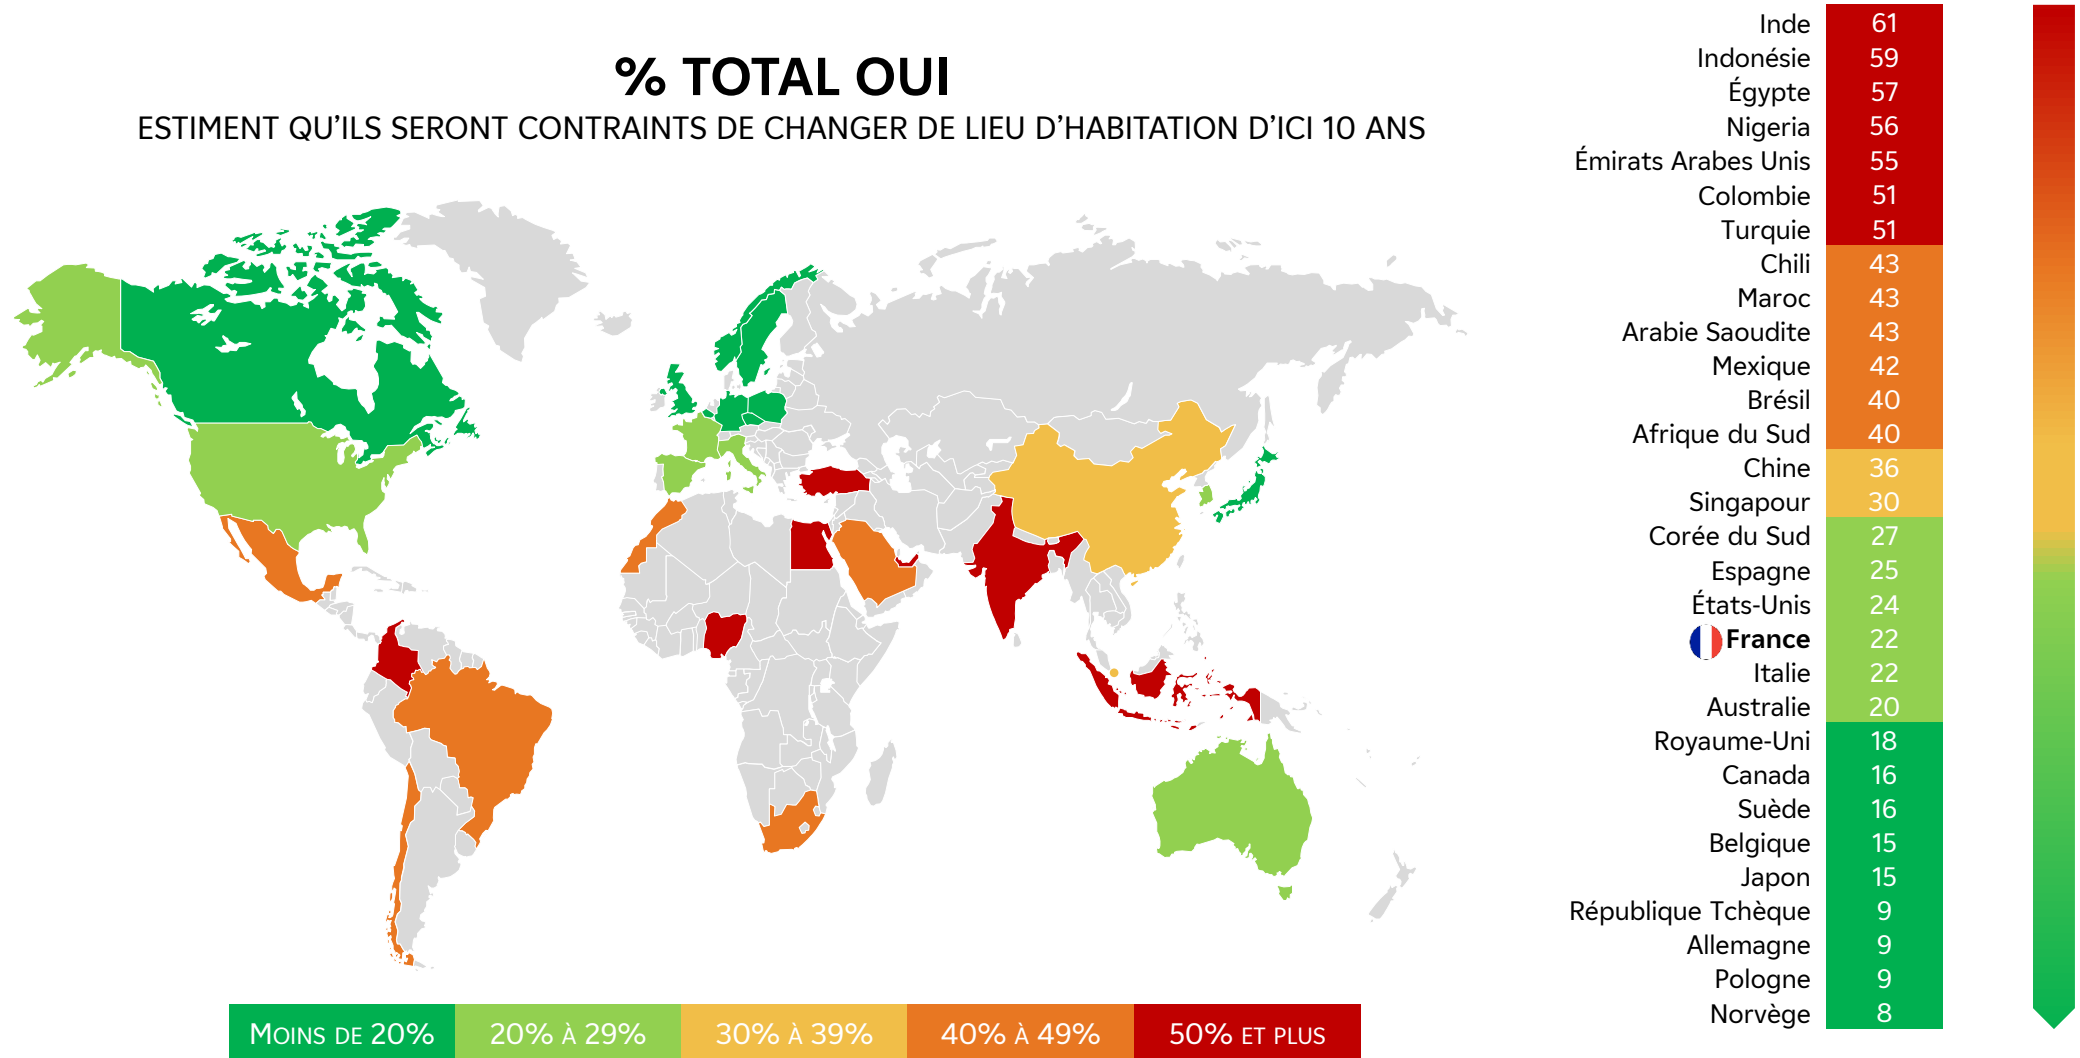 % TOTAL OUI
ESTIMENT QU'ILS SERONT CONTRAINTS DE CHANGER DE LIEU D'HABITATION D'ICI 10 ANS
Inde 61
Indonésie 59
Égypte 57
Nigeria 56
Émirats Arabes Unis 55
Colombie 51
Turquie 51
Chili 43
Maroc 43
Arabie Saoudite 43
Mexique 42
Brésil 40
Afrique du Sud 40
Chine 36
Singapour 30
Corée du Sud 27
Espagne 25
États-Unis 24
France 22
Italie 22
Australie 20
Royaume-Uni 18
Canada 16
Suède 16
Belgique 15
Japon 15
République Tchèque 9
Allemagne 9
Pologne 9
Norvège 8
MOINS DE 20% 20% À 29% 30% À 39% 40% À 49% 50% ET PLUS